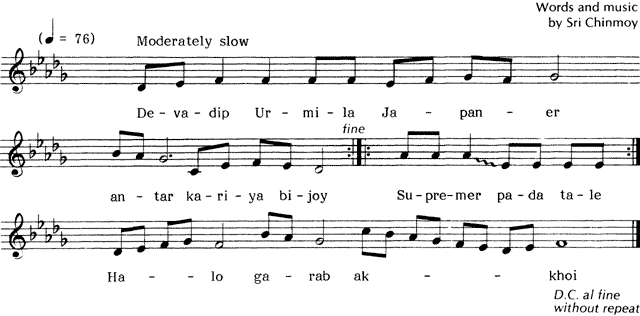 Words and music
by Sri Chinmoy
(♩ = 76) Moderately slow
De - va - dip Ur - mi - la Ja - pan - er
fine
an - tar ka - ri - ya bi - joy Su - pre - mer pa - da ta - le
Ha - - lo ga - rab ak - - - khoi
D.C. al fine
without repeat